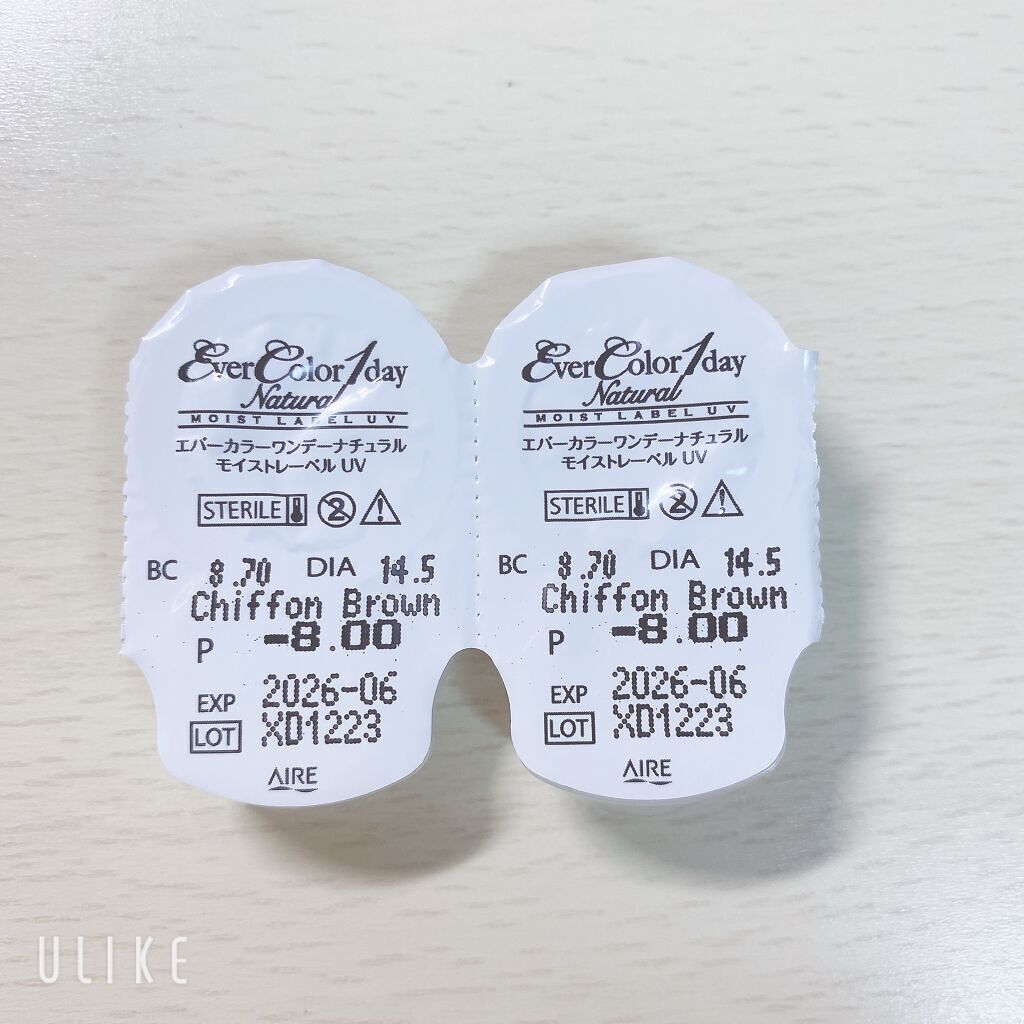 EverColor1day
Natural
MOIST LABEL UV
エバーカラーワンデーナチュラル
モイストレーベル UV
STERILE 2
BC 8.70 DIA 14.5
Chiffon Brown
P -8.00
EXP 2026-06
LOT XD1223
AIRE
EverColor1day
Natural
MOIST LABEL UV
エバーカラーワンデーナチュラル
モイストレーベル UV
STERILE 2
BC 8.70 DIA 14.5
Chiffon Brown
P -8.00
EXP 2026-06
LOT XD1223
AIRE
ULIKE